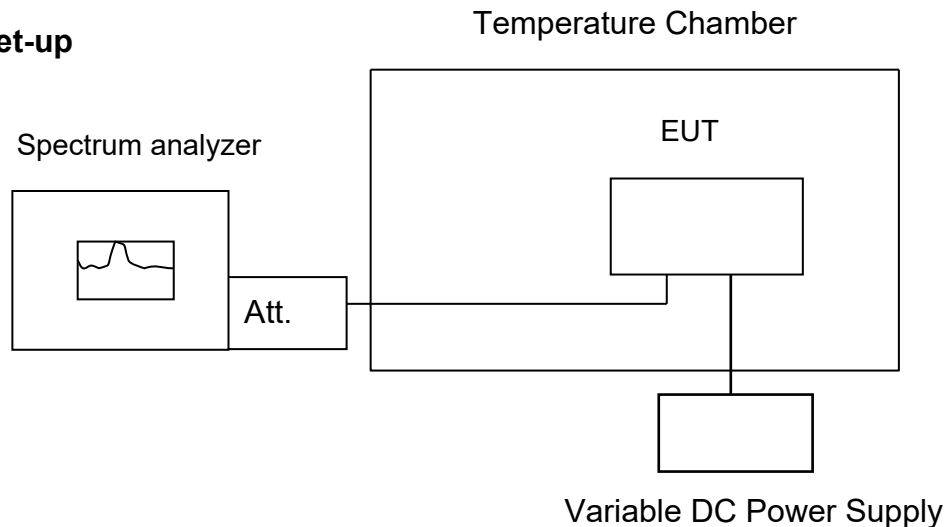 et-up
Temperature Chamber
Spectrum analyzer
EUT
Att.
Variable DC Power Supply